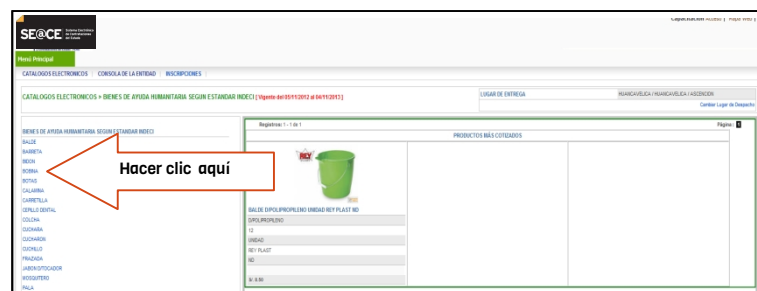 Capacitación Access | Mapa Web |
SE@CE Sistema Electrónico de Contrataciones del Estado
Menú Principal
CATALOGOS ELECTRONICOS | CONSOLA DE LA ENTIDAD | INSCRIPCIONES |
CATALOGOS ELECTRONICOS » BIENES DE AYUDA HUMANITARIA SEGUN ESTANDAR INDECI [ Vigente del 05/11/2012 al 04/11/2013 ]
LUGAR DE ENTREGA
HUANCAVELICA / HUANCAVELICA / ASCENCION
Cambiar Lugar de Despacho
BIENES DE AYUDA HUMANITARIA SEGUN ESTANDAR INDECI
BALDE
BARRETA
BIDON
BOBINA
BOTAS
CALAMINA
CARRETILLA
CEPILLO DENTAL
COLCHA
CUCHARA
CUCHARON
CUCHILLO
FRAZADA
JABON D/TOCADOR
MOSQUITERO
PALA
Hacer clic aquí
Registros: 1 - 1 de 1
Página: 1
PRODUCTOS MÁS COTIZADOS
REY
BALDE D/POLIPROPILENO UNIDAD REY PLAST ND
D/POLIPROPILENO
12
UNIDAD
REY PLAST
ND